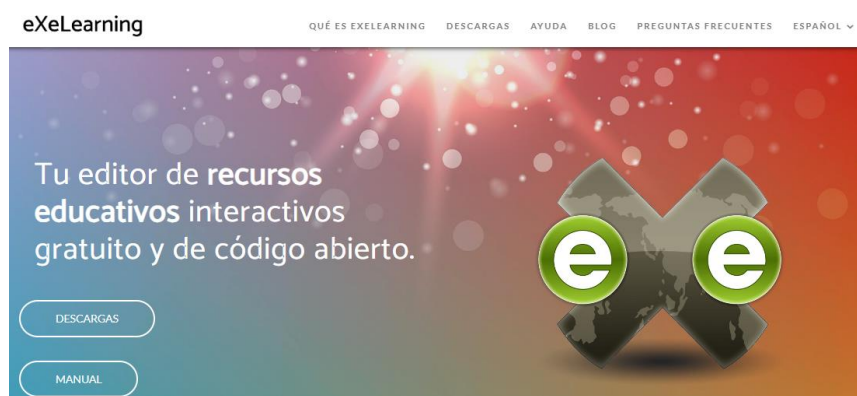 eXeLearning
QUÉ ES EXELEARNING DESCARGAS AYUDA BLOG PREGUNTAS FRECUENTES ESPAÑOL
Tu editor de recursos
educativos interactivos
gratuito y de código abierto.
DESCARGAS
MANUAL
e e